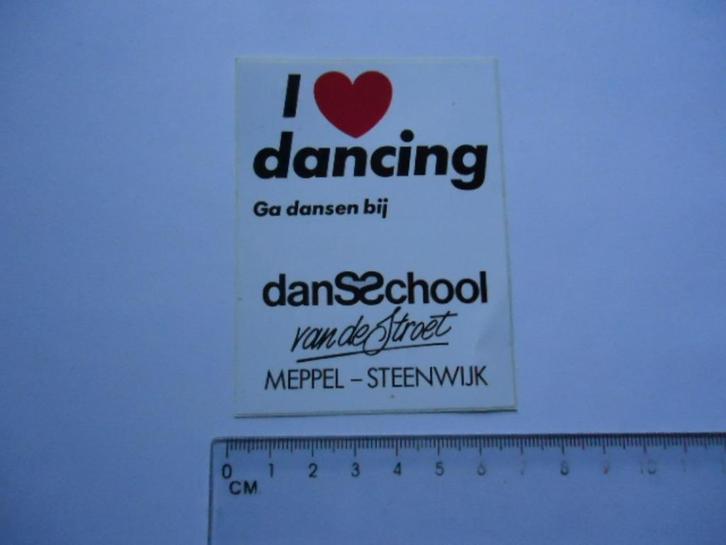 I ❤
dancing
Ga dansen bij
danSSchool
van de Stroet
MEPPEL – STEENWIJK
0 1 2 3 4 5 6 7 8 9 10
CM